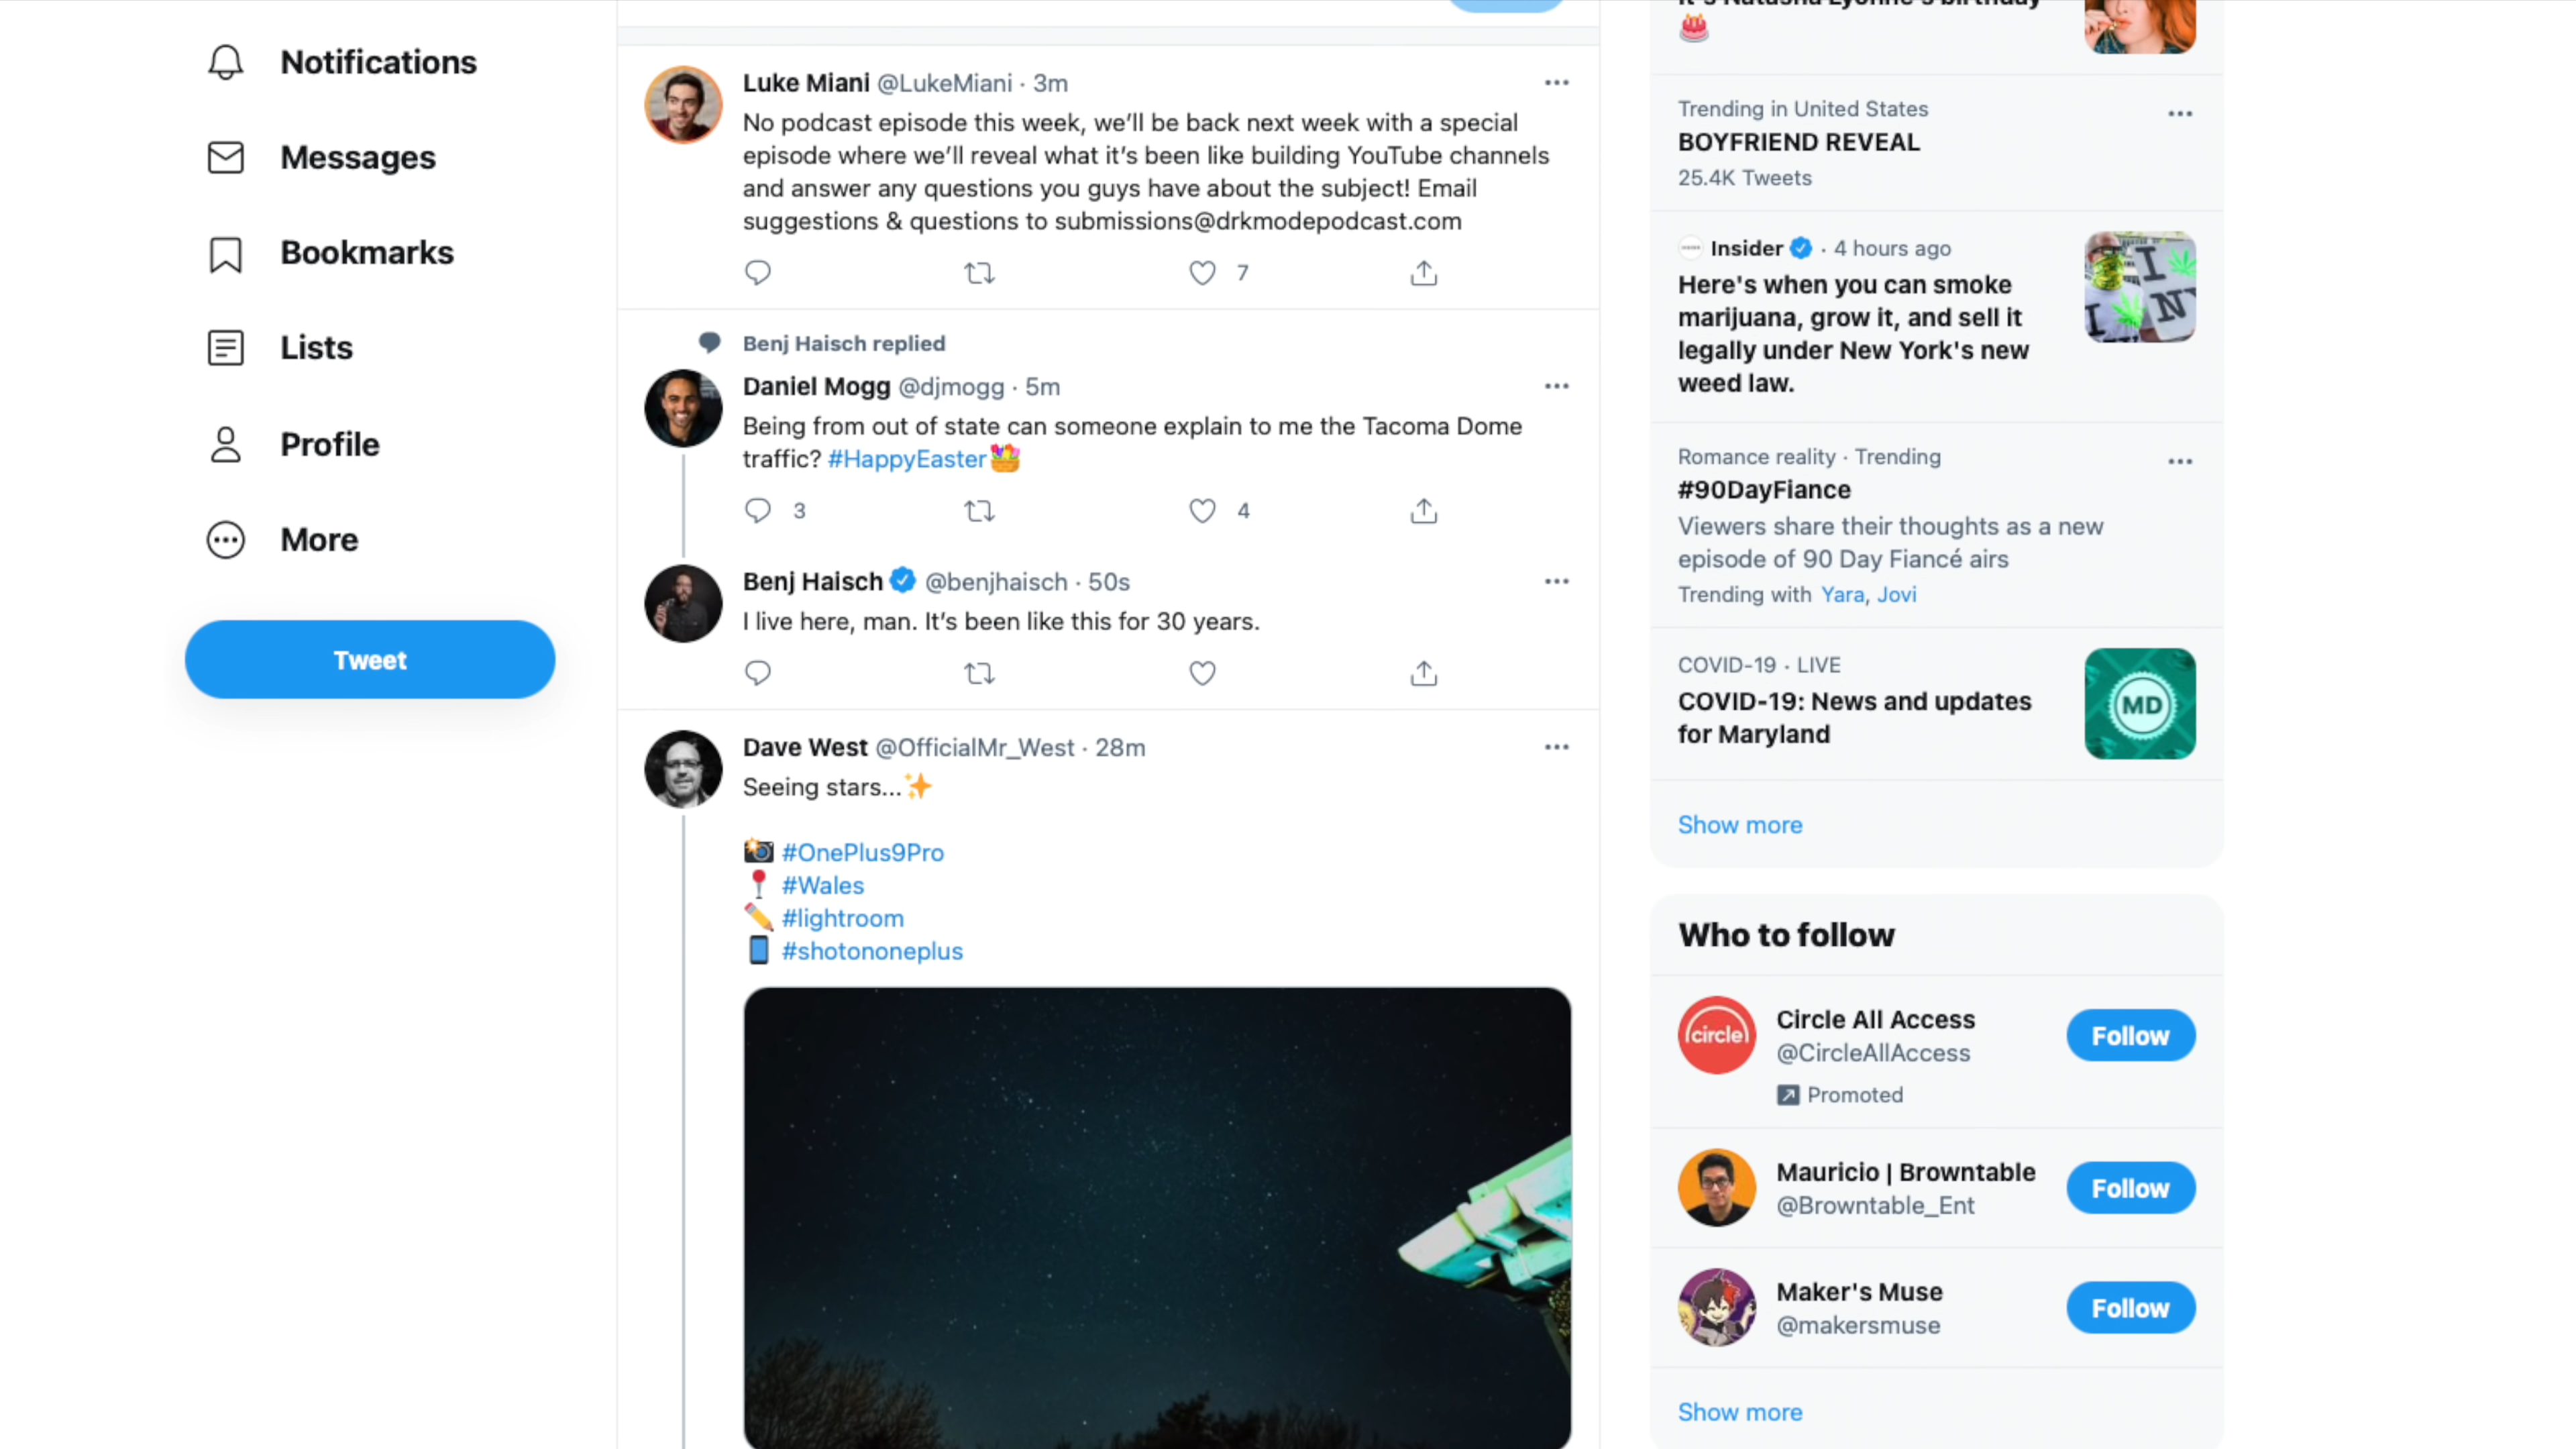 Notifications
Messages
Bookmarks
Lists
Profile
More
Tweet
Luke Miani @LukeMiani · 3m
No podcast episode this week, we’ll be back next week with a special
episode where we’ll reveal what it’s been like building YouTube channels
and answer any questions you guys have about the subject! Email
suggestions & questions to submissions@drkmodepodcast.com
7
Benj Haisch replied
Daniel Mogg @djmogg · 5m
Being from out of state can someone explain to me the Tacoma Dome
traffic? #HappyEaster
3 4
Benj Haisch @benjhaisch · 50s
I live here, man. It’s been like this for 30 years.
Dave West @OfficialMr_West · 28m
Seeing stars...✨
📸 #OnePlus9Pro
📍 #Wales
✏️ #lightroom
📱 #shotononeplus
It's Natasha Lyonne's birthday
🎂
Trending in United States
BOYFRIEND REVEAL
25.4K Tweets
Insider · 4 hours ago
Here's when you can smoke
marijuana, grow it, and sell it
legally under New York's new
weed law.
I
NY
I
Romance reality · Trending
#90DayFiance
Viewers share their thoughts as a new
episode of 90 Day Fiancé airs
Trending with Yara, Jovi
COVID-19 · LIVE
COVID-19: News and updates
for Maryland
MD
Show more
Who to follow
circle
Circle All Access
@CircleAllAccess
Promoted
Follow
Mauricio | Browntable
@Browntable_Ent
Follow
Maker's Muse
@makersmuse
Follow
Show more